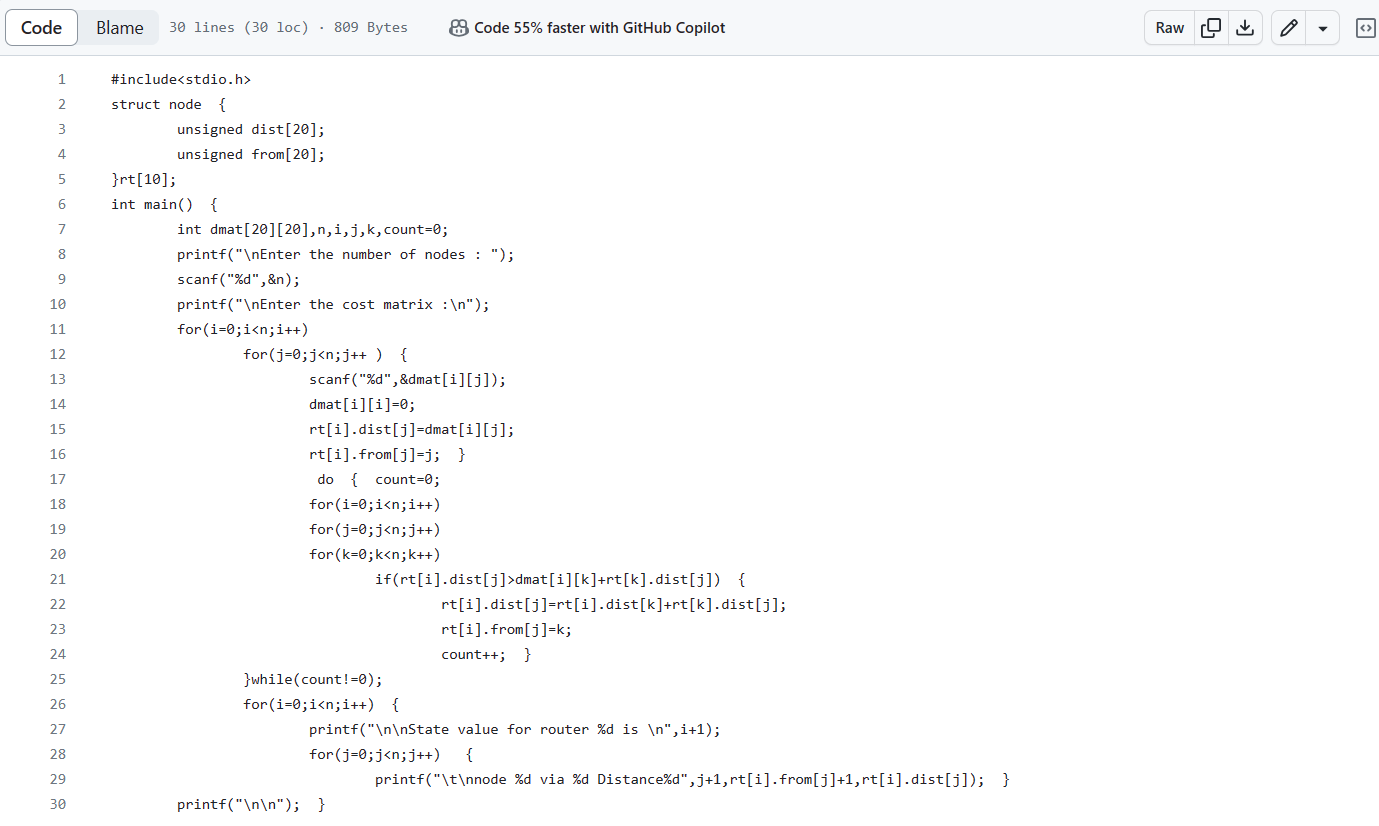 Code Blame 30 lines (30 loc) · 809 Bytes Code 55% faster with GitHub Copilot Raw
1 #include<stdio.h>
2 struct node  {
3         unsigned dist[20];
4         unsigned from[20];
5 }rt[10];
6 int main()  {
7         int dmat[20][20],n,i,j,k,count=0;
8         printf("\nEnter the number of nodes : ");
9         scanf("%d",&n);
10         printf("\nEnter the cost matrix :\n");
11         for(i=0;i<n;i++)
12                 for(j=0;j<n;j++ )  {
13                         scanf("%d",&dmat[i][j]);
14                         dmat[i][i]=0;
15                         rt[i].dist[j]=dmat[i][j];
16                         rt[i].from[j]=j;  }
17                          do  {  count=0;
18                         for(i=0;i<n;i++)
19                         for(j=0;j<n;j++)
20                         for(k=0;k<n;k++)
21                                 if(rt[i].dist[j]>dmat[i][k]+rt[k].dist[j])  {
22                                         rt[i].dist[j]=rt[i].dist[k]+rt[k].dist[j];
23                                         rt[i].from[j]=k;
24                                         count++;  }
25                 }while(count!=0);
26                 for(i=0;i<n;i++)  {
27                         printf("\n\nState value for router %d is \n",i+1);
28                         for(j=0;j<n;j++)   {
29                                 printf("\t\nnode %d via %d Distance%d",j+1,rt[i].from[j]+1,rt[i].dist[j]);  }
30         printf("\n\n");  }